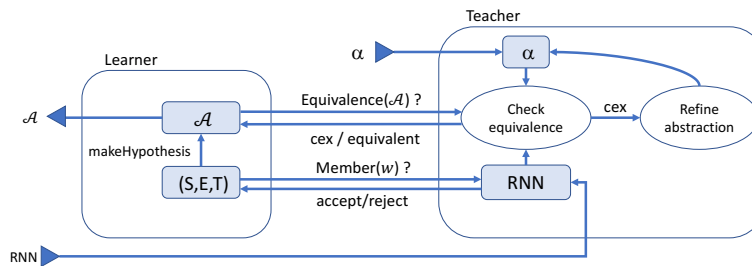 Teacher
Learner
α
α
Equivalence(𝒜) ?
𝒜
𝒜
Check
equivalence
cex
Refine
abstraction
cex / equivalent
makeHypothesis
Member(w) ?
(S,E,T)
RNN
accept/reject
RNN